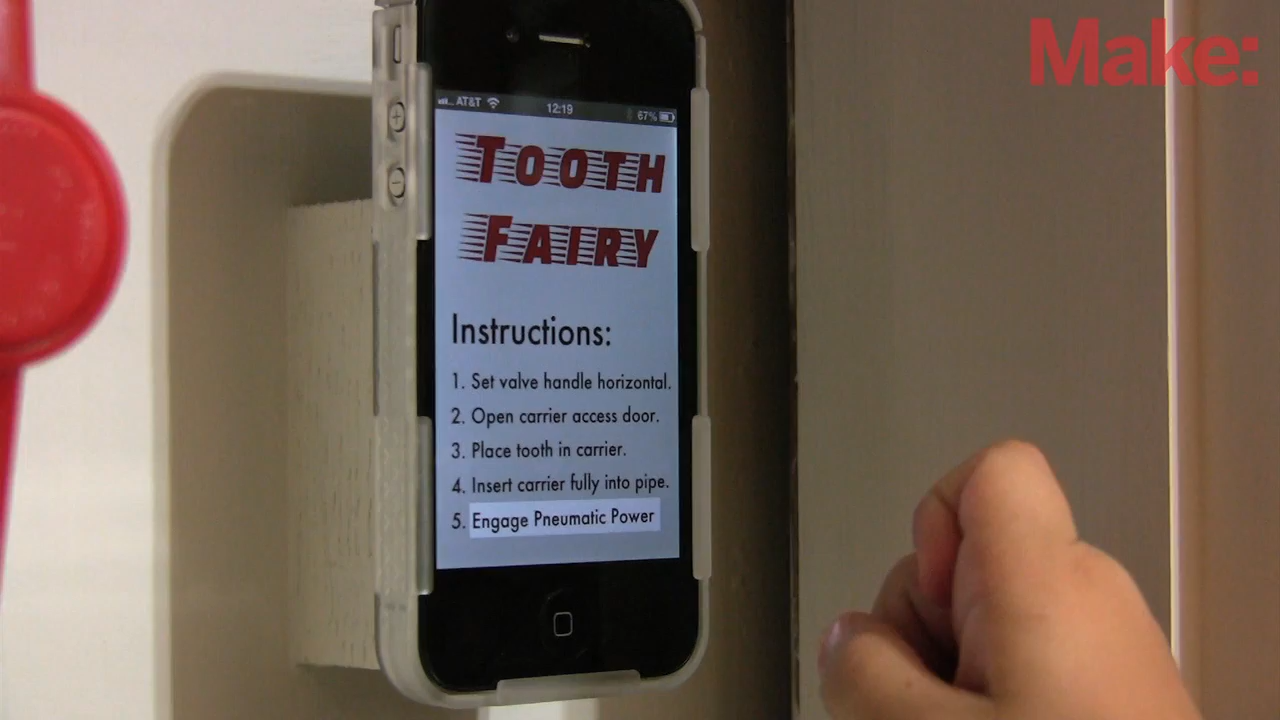 Make:
AT&T 12:19 67%
TOOTH
FAIRY
Instructions:
1. Set valve handle horizontal.
2. Open carrier access door.
3. Place tooth in carrier.
4. Insert carrier fully into pipe.
5. Engage Pneumatic Power